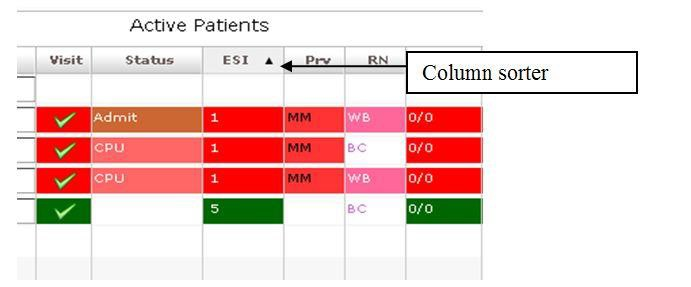 Active Patients
Visit Status ESI ▲ Prv RN
Column sorter
Admit 1 MM WB 0/0
CPU 1 MM BC 0/0
CPU 1 MM WB 0/0
5 BC 0/0